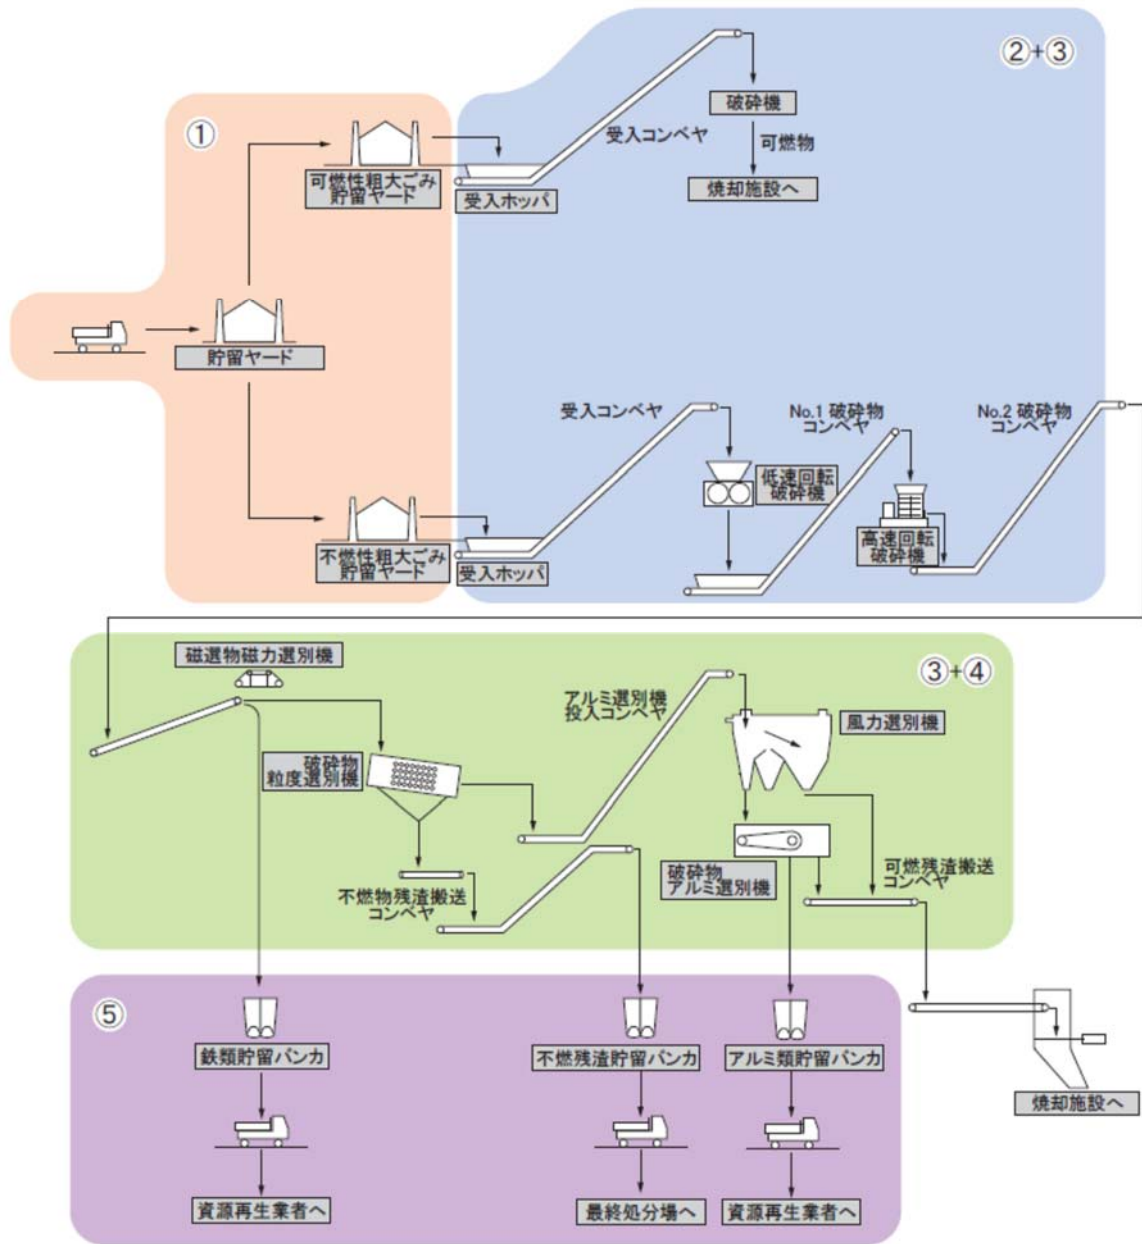 ②+③
①
破砕機
受入コンベヤ
可燃物
可燃性粗大ごみ
貯留ヤード
受入ホッパ
焼却施設へ
貯留ヤード
受入コンベヤ
No.1 破砕物
コンベヤ
No.2 破砕物
コンベヤ
低速回転
破砕機
高速回転
破砕機
不燃性粗大ごみ
貯留ヤード
受入ホッパ
磁選物磁力選別機
③+④
アルミ選別機
投入コンベヤ
風力選別機
破砕物
粒度選別機
不燃物残渣搬送
コンベヤ
破砕物
アルミ選別機
可燃残渣搬送
コンベヤ
⑤
鉄類貯留バンカ
不燃残渣貯留バンカ
アルミ類貯留バンカ
焼却施設へ
資源再生業者へ
最終処分場へ
資源再生業者へ